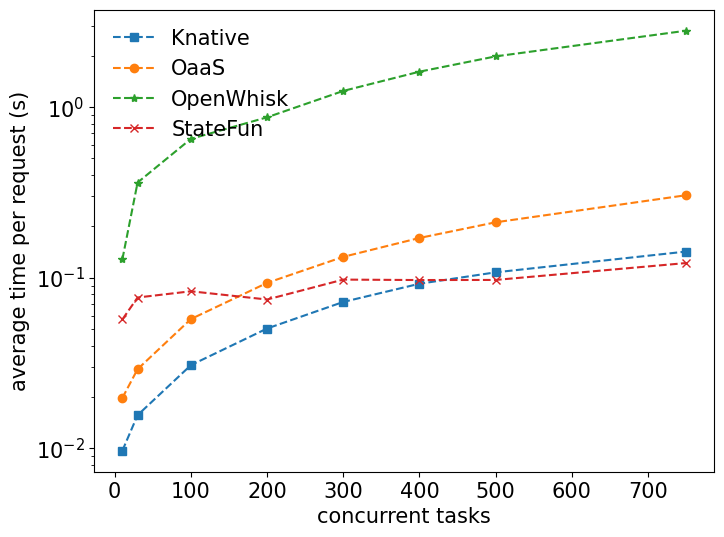 Knative
OaaS
OpenWhisk
StateFun
average time per request (s)
10⁰
10⁻¹
10⁻²
0 100 200 300 400 500 600 700
concurrent tasks